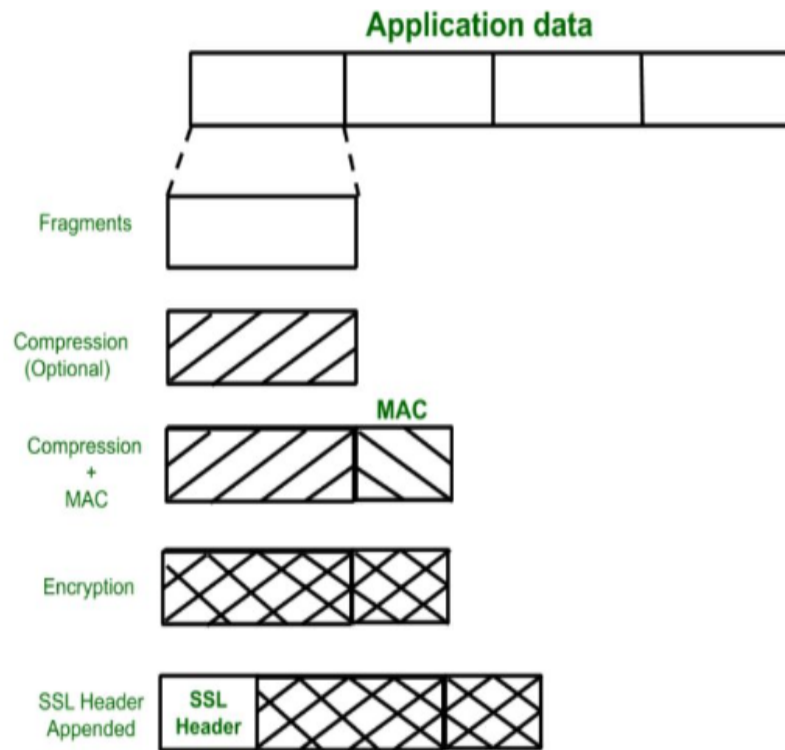 Application data
Fragments
Compression
(Optional)
MAC
Compression
+
MAC
Encryption
SSL Header
Appended
SSL
Header